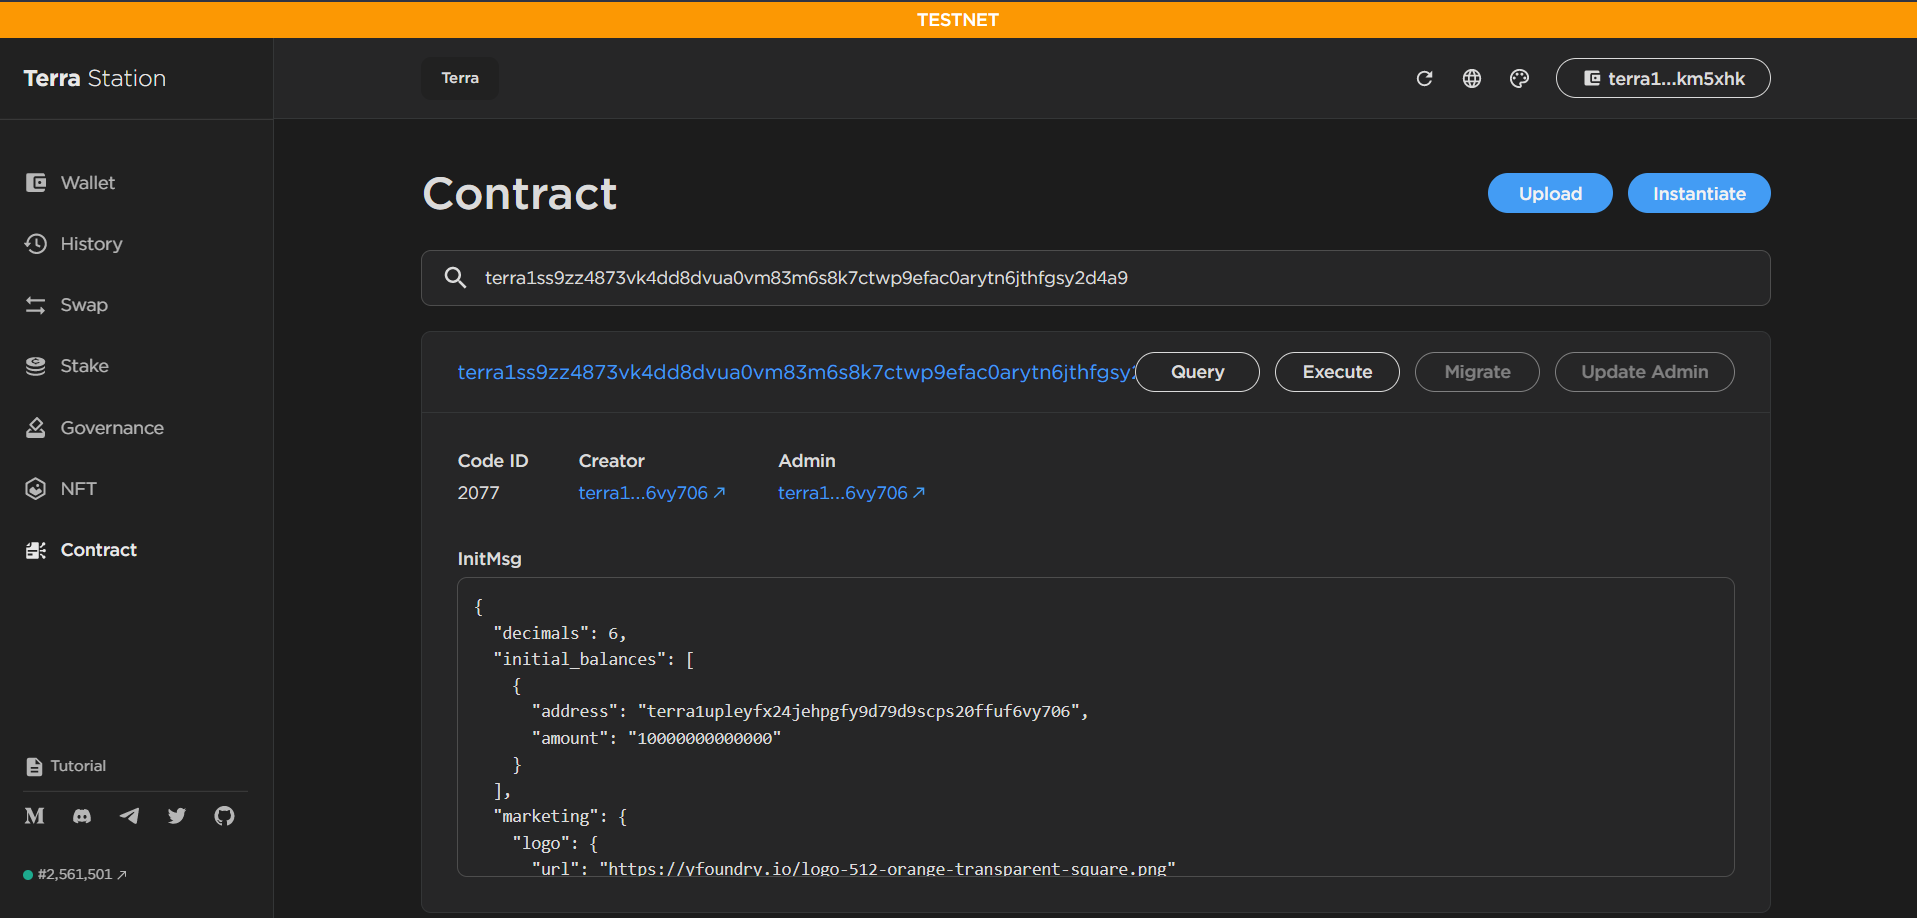 TESTNET
Terra Station
Terra
terra1...km5xhk
Wallet
History
Swap
Stake
Governance
NFT
Contract
Tutorial
#2,561,501
Contract
Upload
Instantiate
terra1ss9zz4873vk4dd8dvua0vm83m6s8k7ctwp9efac0arytn6jthfgsy2d4a9
terra1ss9zz4873vk4dd8dvua0vm83m6s8k7ctwp9efac0arytn6jthfgsy2
Query
Execute
Migrate
Update Admin
Code ID
2077
Creator
terra1...6vy706
Admin
terra1...6vy706
InitMsg
{
"decimals": 6,
"initial_balances": [
{
"address": "terra1upleyfx24jehpgfy9d79d9scps20ffuf6vy706",
"amount": "10000000000000"
}
],
"marketing": {
"logo": {
"url": "https://yfoundry.io/logo-512-orange-transparent-square.png"